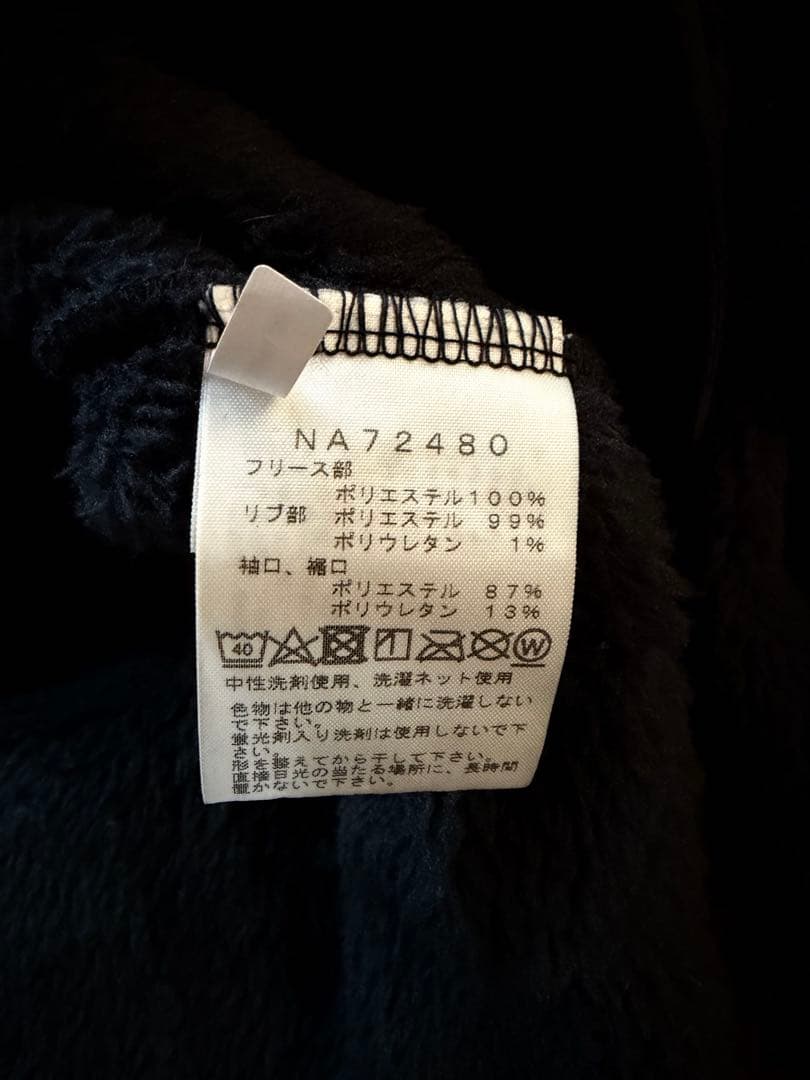 NA72480
フリース部
ポリエステル100%
リブ部 ポリエステル 99%
ポリウレタン 1%
袖口、裾口
ポリエステル 87%
ポリウレタン 13%
40 W
中性洗剤使用、洗濯ネット使用
色物は他の物と一緒に洗濯しない
で下さい。
蛍光剤入り洗剤は使用しないで下
さい。
形を整えてから干して下さい。
直接日光の当たる場所に、長時間
置かないで下さい。